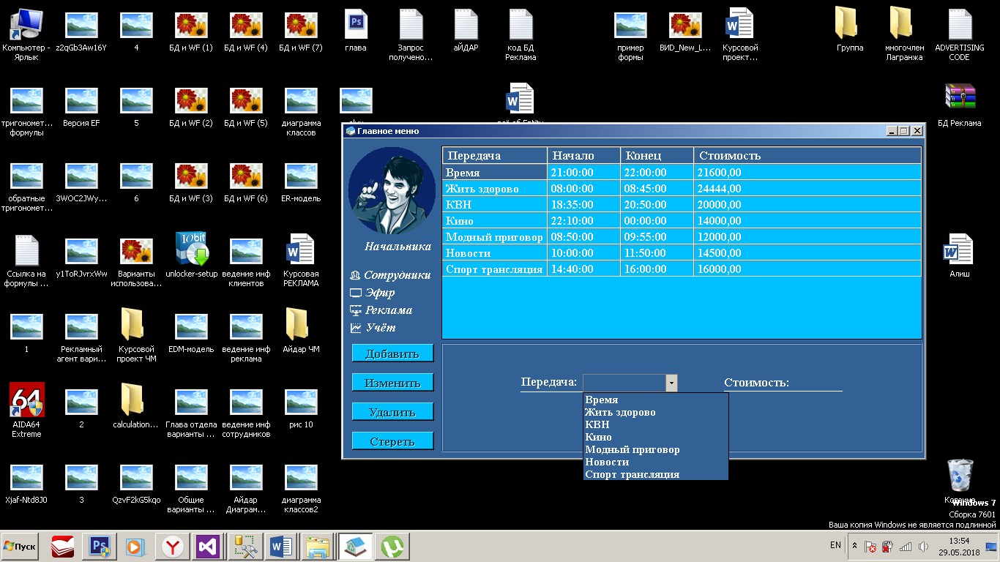 Компьютер - Ярлык
z2qGb3Aw16Y
4
БД и WF (1)
БД и WF (4)
БД и WF (7)
глава
Запрос получено...
аЙДАР
код БД Реклама
пример формы
ВИД_New_L...
Курсовой проект...
Группа
многочлен Лагранжа
ADVERTISING CODE
тригономет... формулы
Версия EF
5
БД и WF (2)
БД и WF (5)
диаграмма классов
БД Реклама
обратные тригономет...
3WOC2JWy...
6
БД и WF (3)
БД и WF (6)
ER-модель
Ссылка на формулы ...
y1ToRJvrxWw
Варианты использова...
unlocker-setup
ведение инф клиентов
Курсовая РЕКЛАМА
Алиш
1
Рекламный агент вари...
Курсовой проект ЧМ
EDM-модель
ведение инф реклама
Айдар ЧМ
AIDA64 Extreme
2
calculation...
Глава отдела варианты ...
ведение инф сотрудников
рис 10
Xjaf-Ntd8J0
3
QzvF2kG5kqo
Общие варианты ...
Айдар Диаграм...
диаграмма классов2
Главное меню
Начальника
Сотрудники
Эфир
Реклама
Учёт
Добавить
Изменить
Удалить
Стереть
Передача Начало Конец Стоимость
Время 21:00:00 22:00:00 21600,00
Жить здорово 08:00:00 08:45:00 24444,00
КВН 18:35:00 20:50:00 20000,00
Кино 22:10:00 00:00:00 14000,00
Модный приговор 08:50:00 09:55:00 12000,00
Новости 10:00:00 11:50:00 14500,00
Спорт трансляция 14:40:00 16:00:00 16000,00
Передача: Стоимость:
Время
Жить здорово
КВН
Кино
Модный приговор
Новости
Спорт трансляция
Корзина
Windows 7
Сборка 7601
Ваша копия Windows не является подлинной
Пуск
EN
13:54
29.05.2018